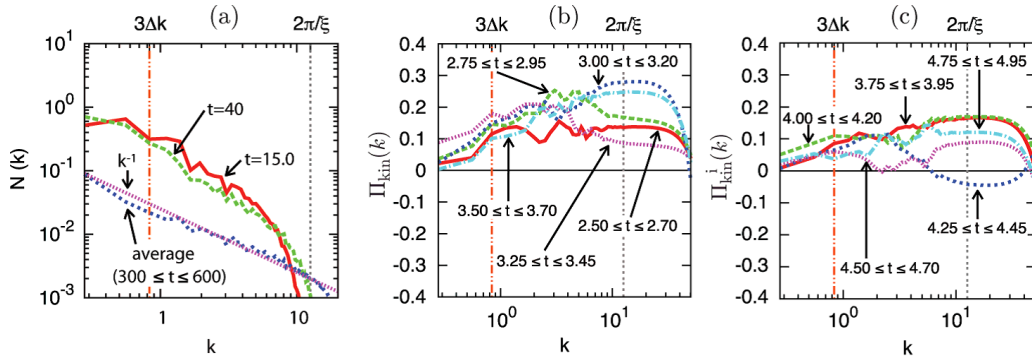 (a)
3Δk
2π/ξ
10¹
10⁰
10⁻¹
10⁻²
10⁻³
N (k)
t=40
t=15.0
k⁻¹
average
(300 ≤ t ≤ 600)
1
10
k
(b)
3Δk
2π/ξ
0.4
0.3
0.2
0.1
0
-0.1
-0.2
-0.3
-0.4
Πkin(k)
2.75 ≤ t ≤ 2.95
3.00 ≤ t ≤ 3.20
3.50 ≤ t ≤ 3.70
2.50 ≤ t ≤ 2.70
3.25 ≤ t ≤ 3.45
10⁰
10¹
k
(c)
3Δk
2π/ξ
0.4
0.3
0.2
0.1
0
-0.1
-0.2
-0.3
-0.4
Πⁱkin(k)
4.75 ≤ t ≤ 4.95
3.75 ≤ t ≤ 3.95
4.00 ≤ t ≤ 4.20
4.25 ≤ t ≤ 4.45
4.50 ≤ t ≤ 4.70
10⁰
10¹
k